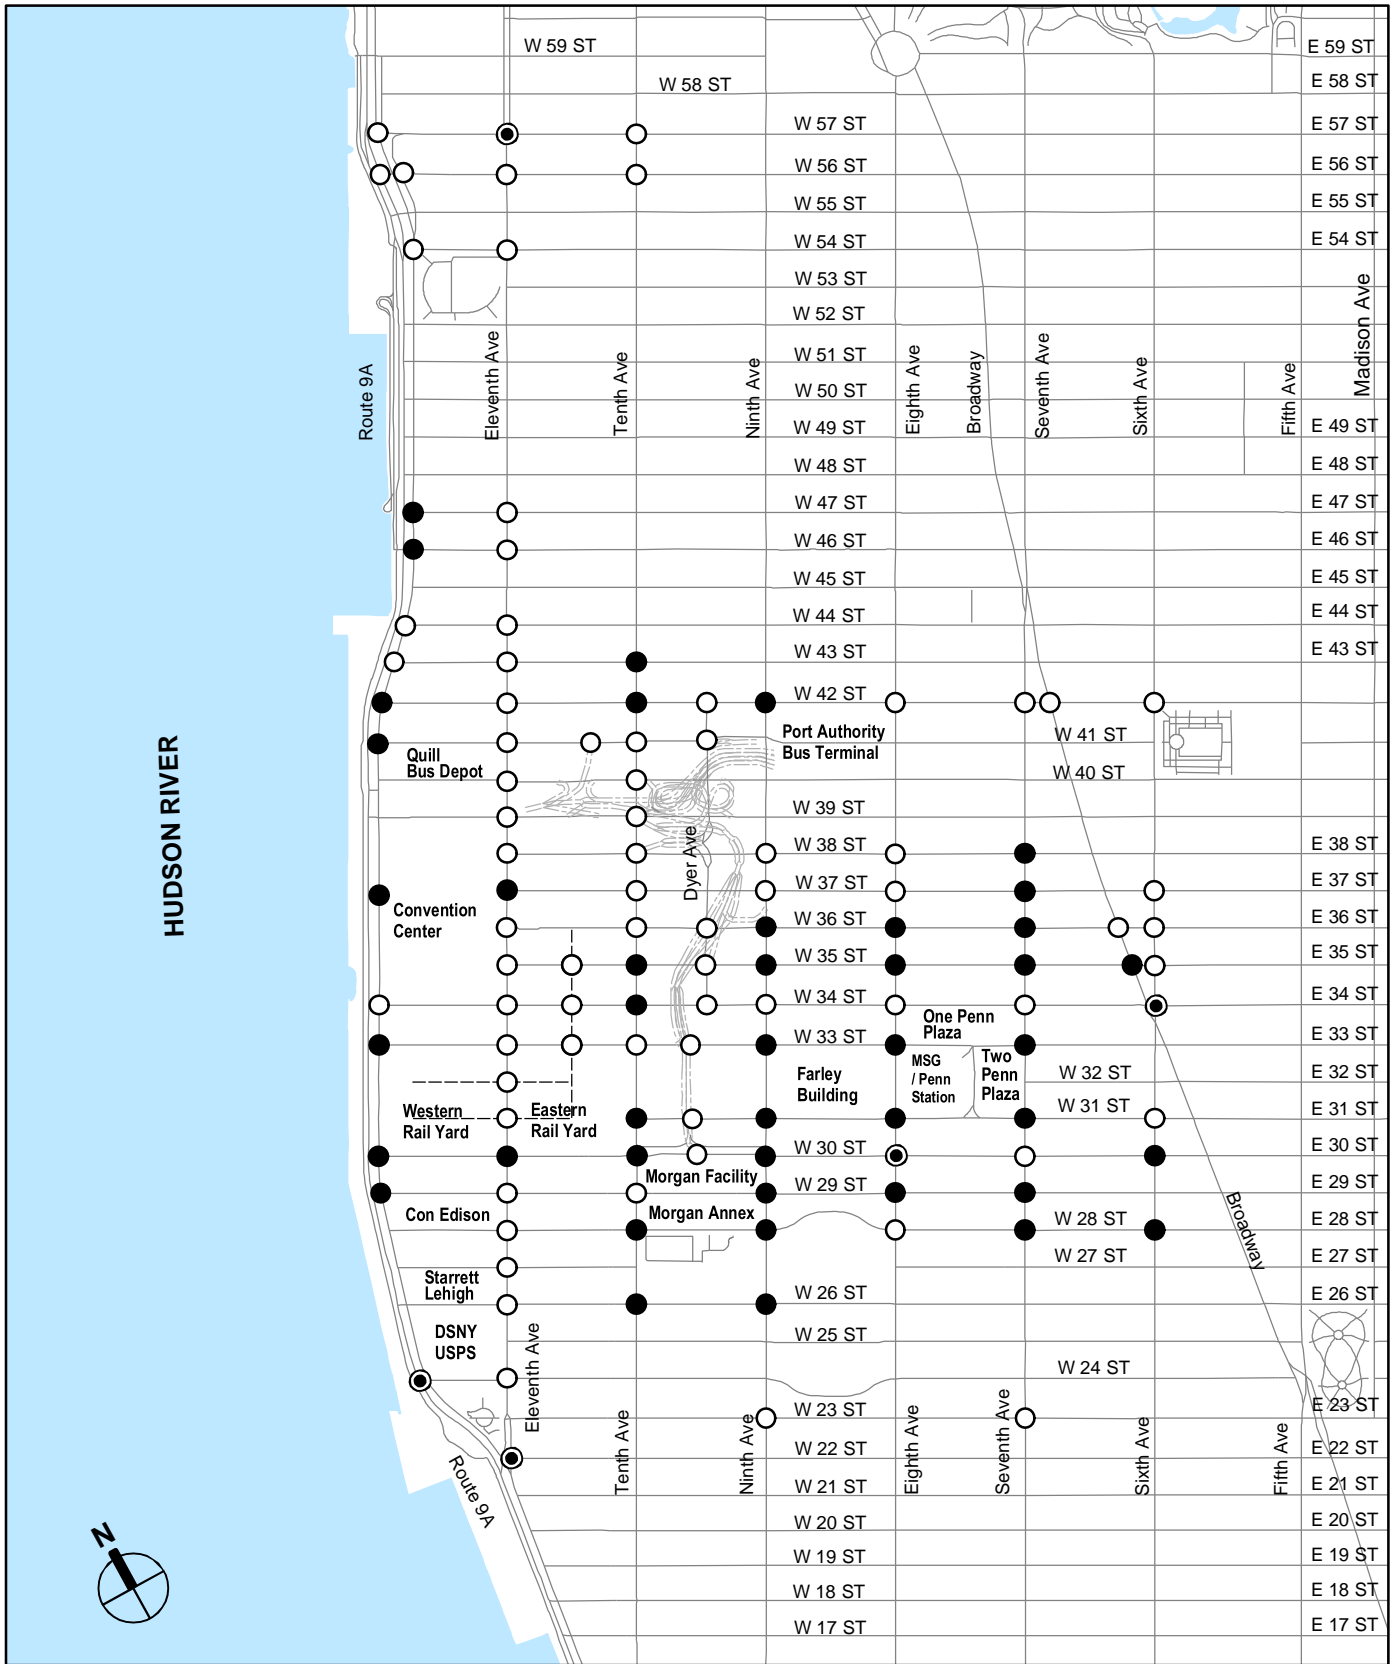 W 59 ST
E 59 ST
W 58 ST
E 58 ST
W 57 ST
E 57 ST
W 56 ST
E 56 ST
W 55 ST
E 55 ST
W 54 ST
E 54 ST
W 53 ST
W 52 ST
Route 9A
Eleventh Ave
Tenth Ave
Ninth Ave
Eighth Ave
Broadway
Seventh Ave
Sixth Ave
Fifth Ave
Madison Ave
W 51 ST
W 50 ST
W 49 ST
E 49 ST
W 48 ST
E 48 ST
W 47 ST
E 47 ST
W 46 ST
E 46 ST
W 45 ST
E 45 ST
W 44 ST
E 44 ST
W 43 ST
E 43 ST
W 42 ST
Port Authority
Bus Terminal
W 41 ST
Quill
Bus Depot
W 40 ST
HUDSON RIVER
W 39 ST
Dyer Ave
W 38 ST
E 38 ST
W 37 ST
E 37 ST
Convention
Center
W 36 ST
E 36 ST
W 35 ST
E 35 ST
W 34 ST
E 34 ST
One Penn
Plaza
W 33 ST
E 33 ST
MSG
/ Penn
Station
Two
Penn
Plaza
Farley
Building
W 32 ST
E 32 ST
Western
Rail Yard
Eastern
Rail Yard
W 31 ST
E 31 ST
W 30 ST
E 30 ST
Morgan Facility
W 29 ST
E 29 ST
Con Edison
Morgan Annex
W 28 ST
E 28 ST
Broadway
W 27 ST
E 27 ST
Starrett
Lehigh
W 26 ST
E 26 ST
DSNY
USPS
W 25 ST
W 24 ST
Eleventh Ave
W 23 ST
E 23 ST
Tenth Ave
Ninth Ave
Eighth Ave
Seventh Ave
Sixth Ave
Fifth Ave
W 22 ST
E 22 ST
Route 9A
W 21 ST
E 21 ST
W 20 ST
E 20 ST
N
W 19 ST
E 19 ST
W 18 ST
E 18 ST
W 17 ST
E 17 ST